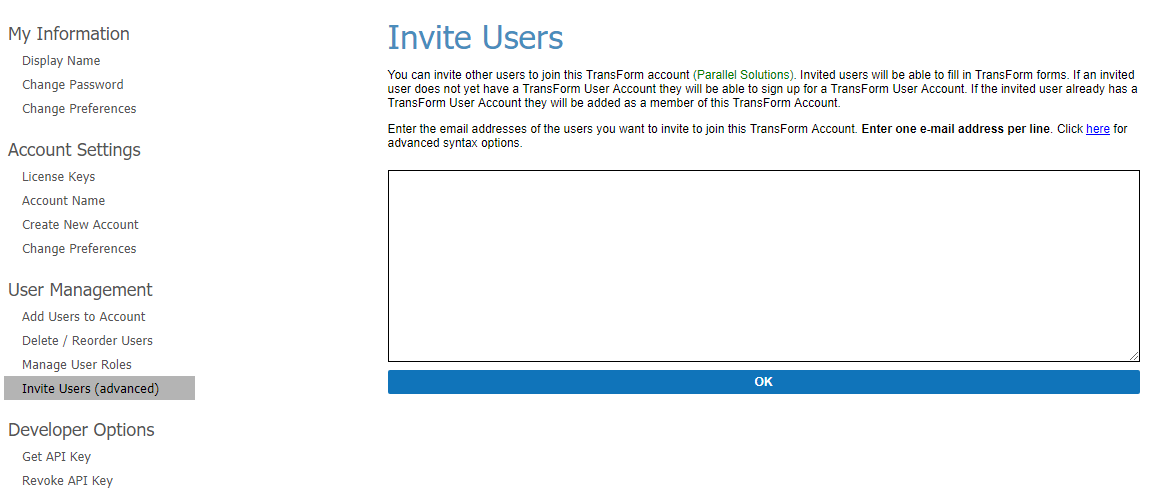 My Information
Display Name
Change Password
Change Preferences
Account Settings
License Keys
Account Name
Create New Account
Change Preferences
User Management
Add Users to Account
Delete / Reorder Users
Manage User Roles
Invite Users (advanced)
Developer Options
Get API Key
Revoke API Key
Invite Users
You can invite other users to join this TransForm account (Parallel Solutions). Invited users will be able to fill in TransForm forms. If an invited
user does not yet have a TransForm User Account they will be able to sign up for a TransForm User Account. If the invited user already has a
TransForm User Account they will be added as a member of this TransForm Account.
Enter the email addresses of the users you want to invite to join this TransForm Account. Enter one e-mail address per line. Click here for
advanced syntax options.
OK